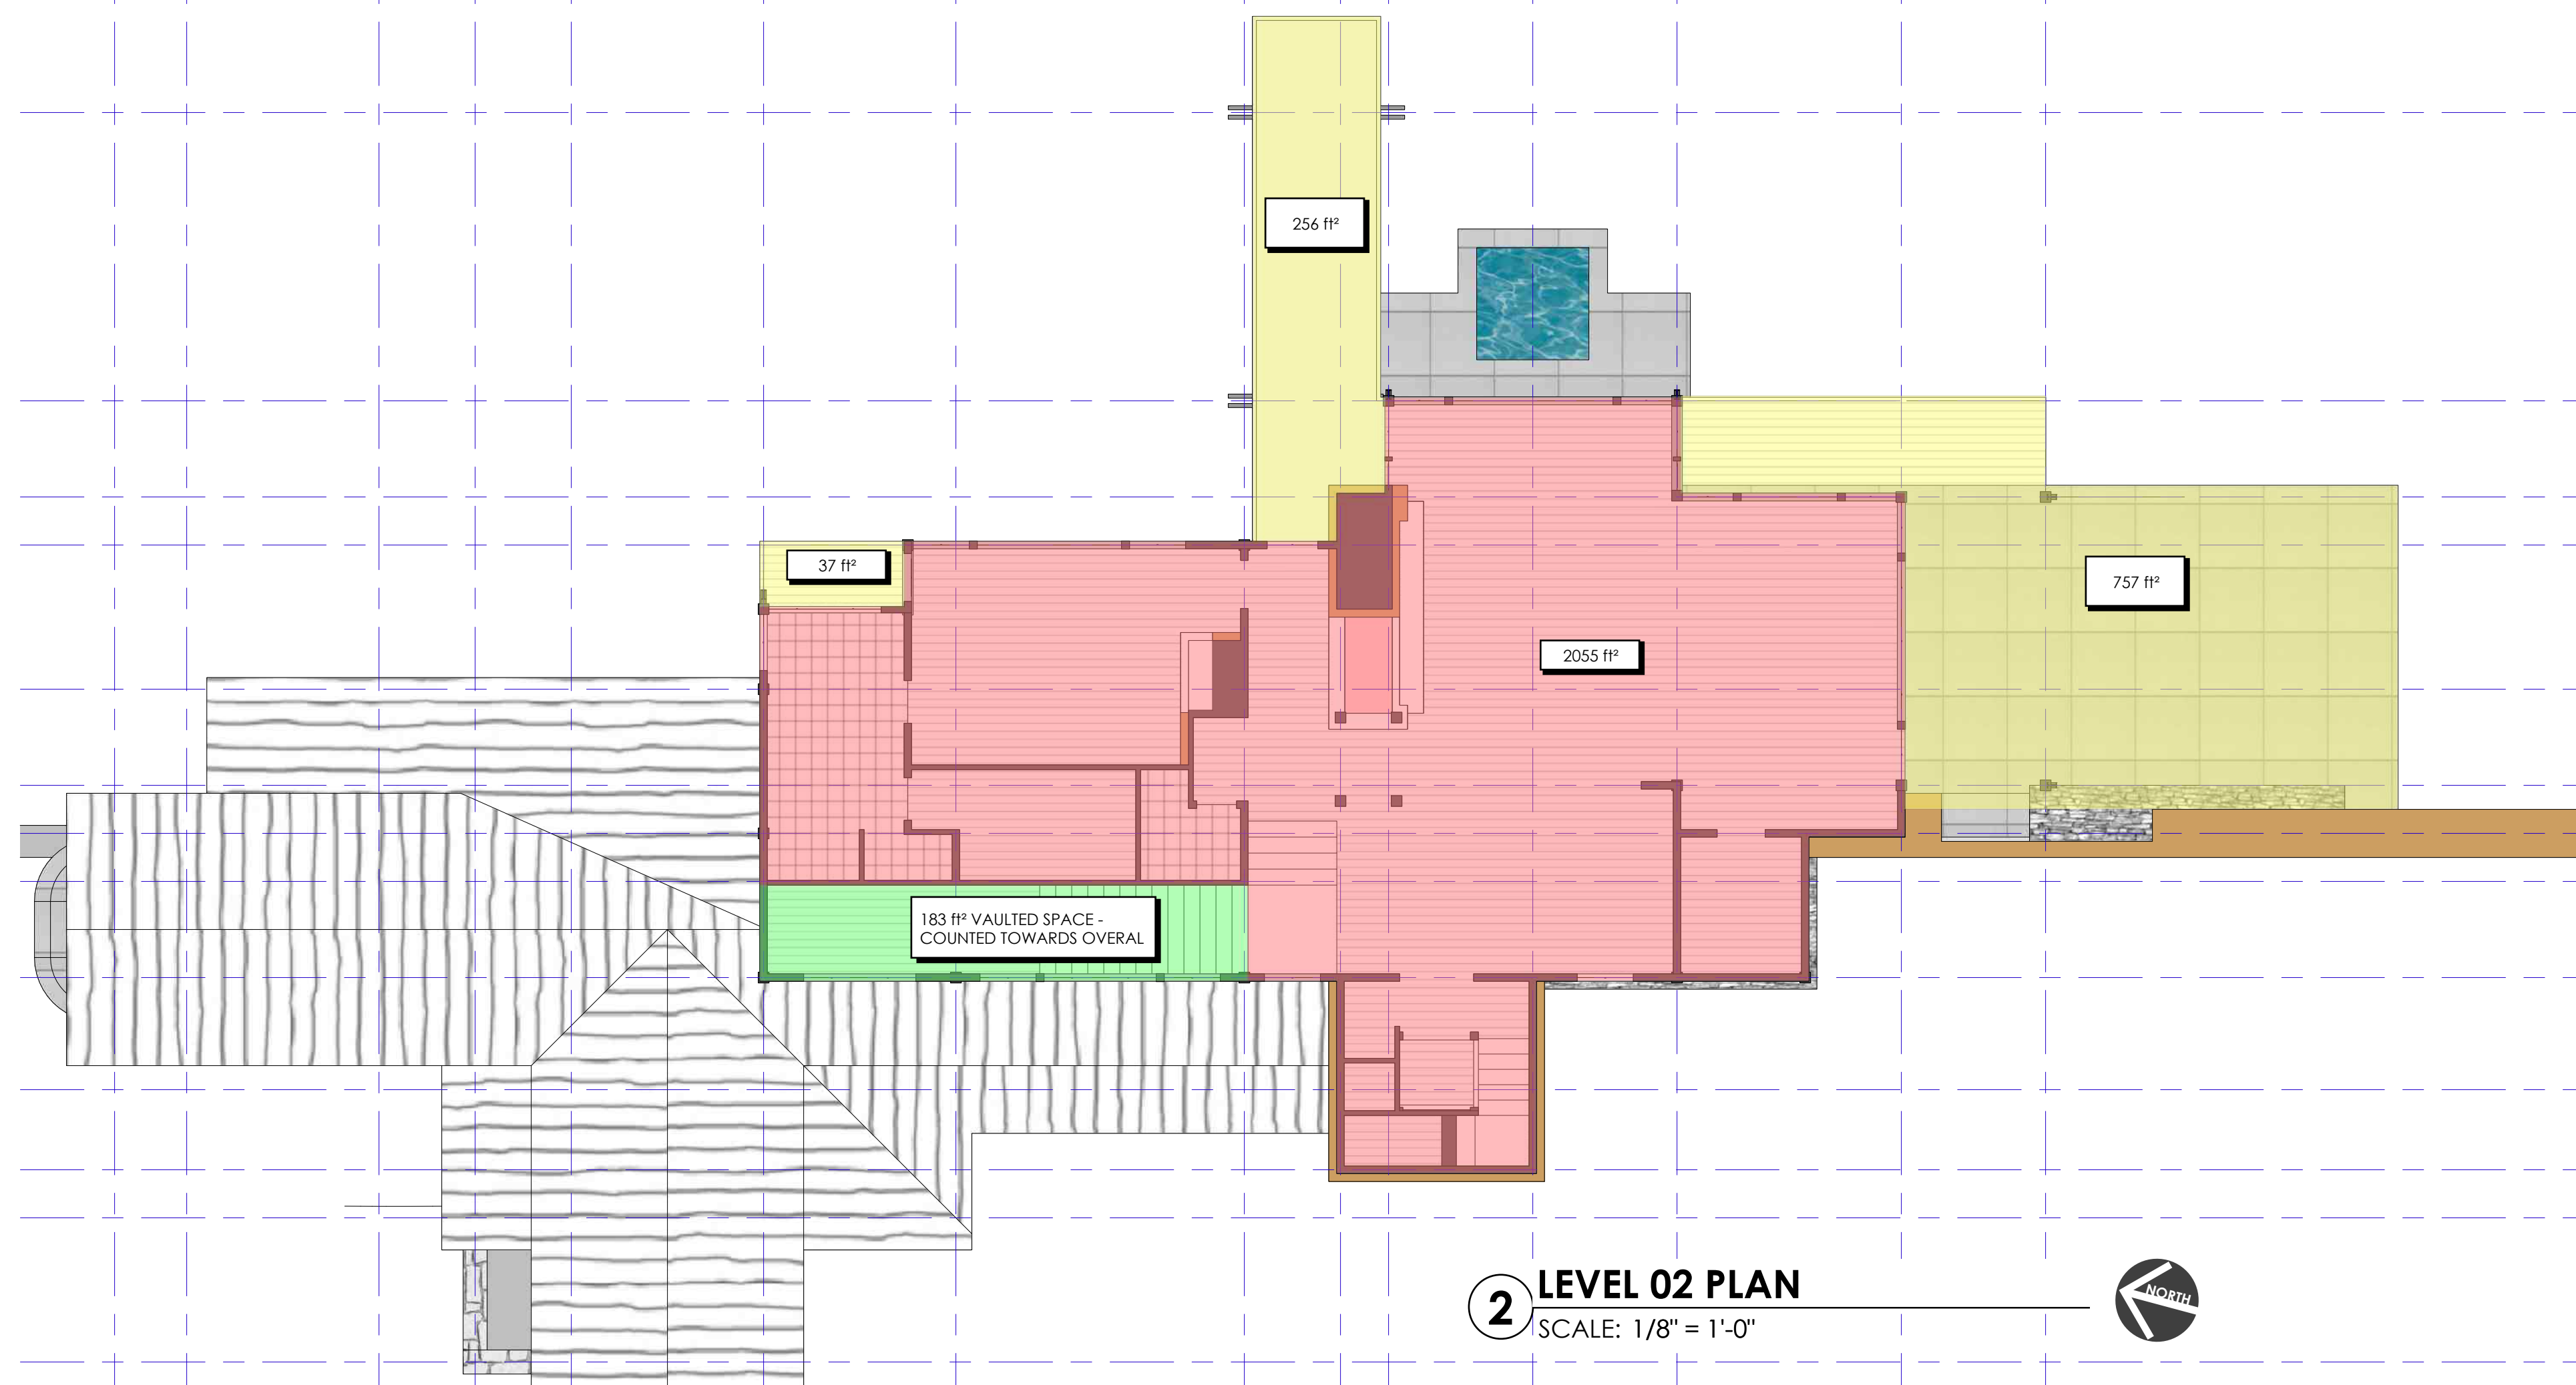 256 ft²
37 ft²
757 ft²
2055 ft²
183 ft² VAULTED SPACE -
COUNTED TOWARDS OVERAL
2
LEVEL 02 PLAN
SCALE: 1/8" = 1'-0"
NORTH